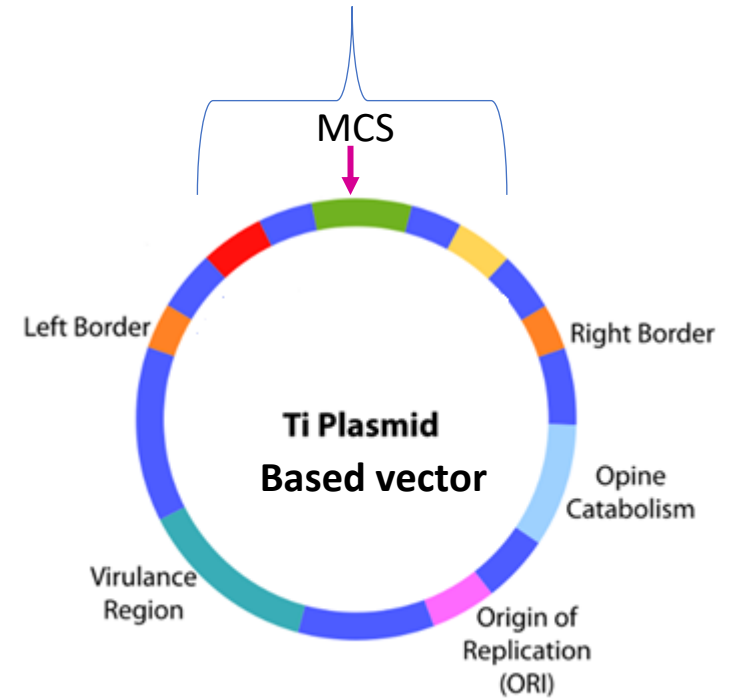 MCS
Left Border
Right Border
Ti Plasmid
Based vector
Opine
Catabolism
Virulance
Region
Origin of
Replication
(ORI)